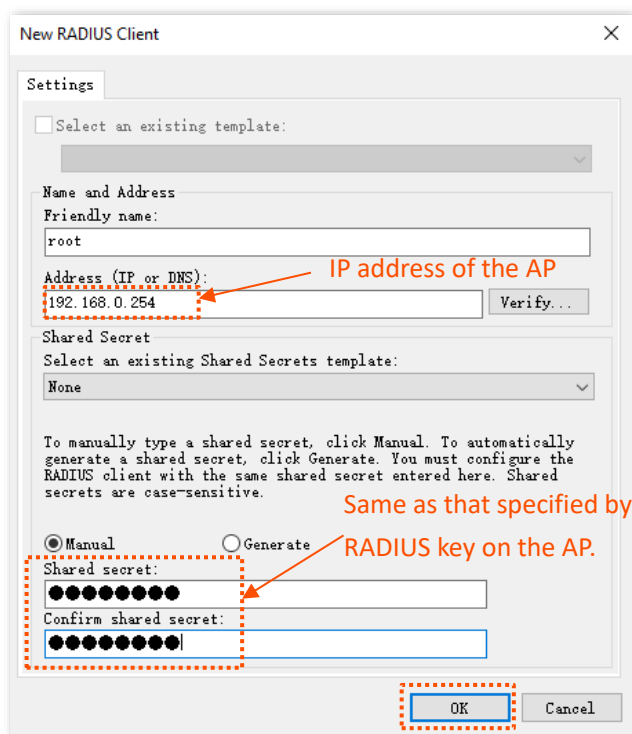 New RADIUS Client
Settings
Select an existing template:
Name and Address
Friendly name:
root
Address (IP or DNS):
IP address of the AP
192.168.0.254
Verify...
Shared Secret
Select an existing Shared Secrets template:
None
To manually type a shared secret, click Manual. To automatically
generate a shared secret, click Generate. You must configure the
RADIUS client with the same shared secret entered here. Shared
secrets are case-sensitive.
Same as that specified by
RADIUS key on the AP.
Manual
Generate
Shared secret:
●●●●●●●●
Confirm shared secret:
●●●●●●●●
OK
Cancel